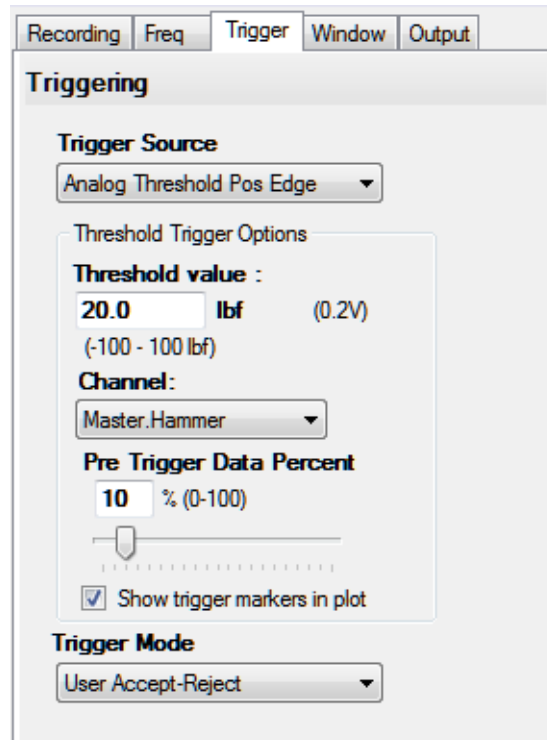 Recording Freq Trigger Window Output
Triggering
Trigger Source
Analog Threshold Pos Edge
Threshold Trigger Options
Threshold value :
20.0 lbf (0.2V)
(-100 - 100 lbf)
Channel:
Master.Hammer
Pre Trigger Data Percent
10 % (0-100)
Show trigger markers in plot
Trigger Mode
User Accept-Reject